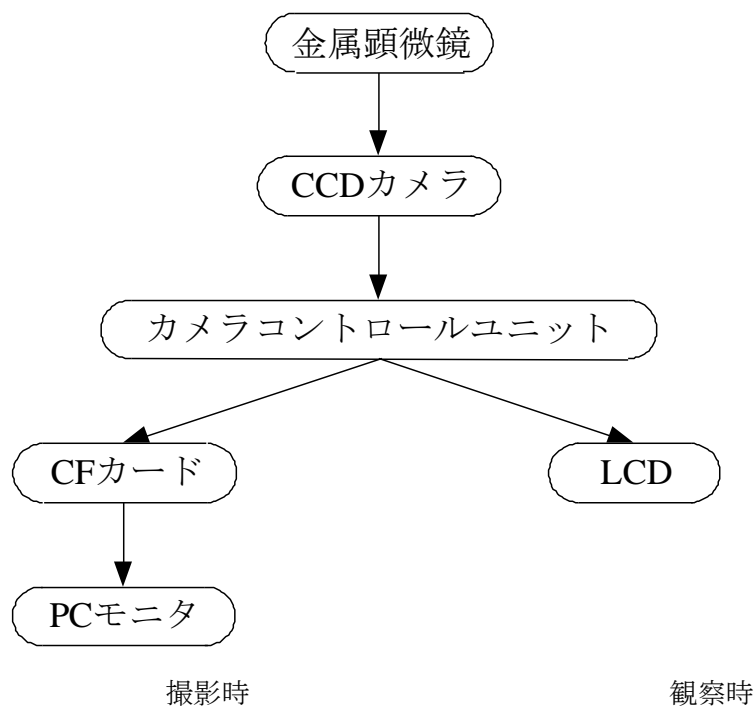 金属顕微鏡
CCDカメラ
カメラコントロールユニット
CFカード
LCD
PCモニタ
撮影時
観察時